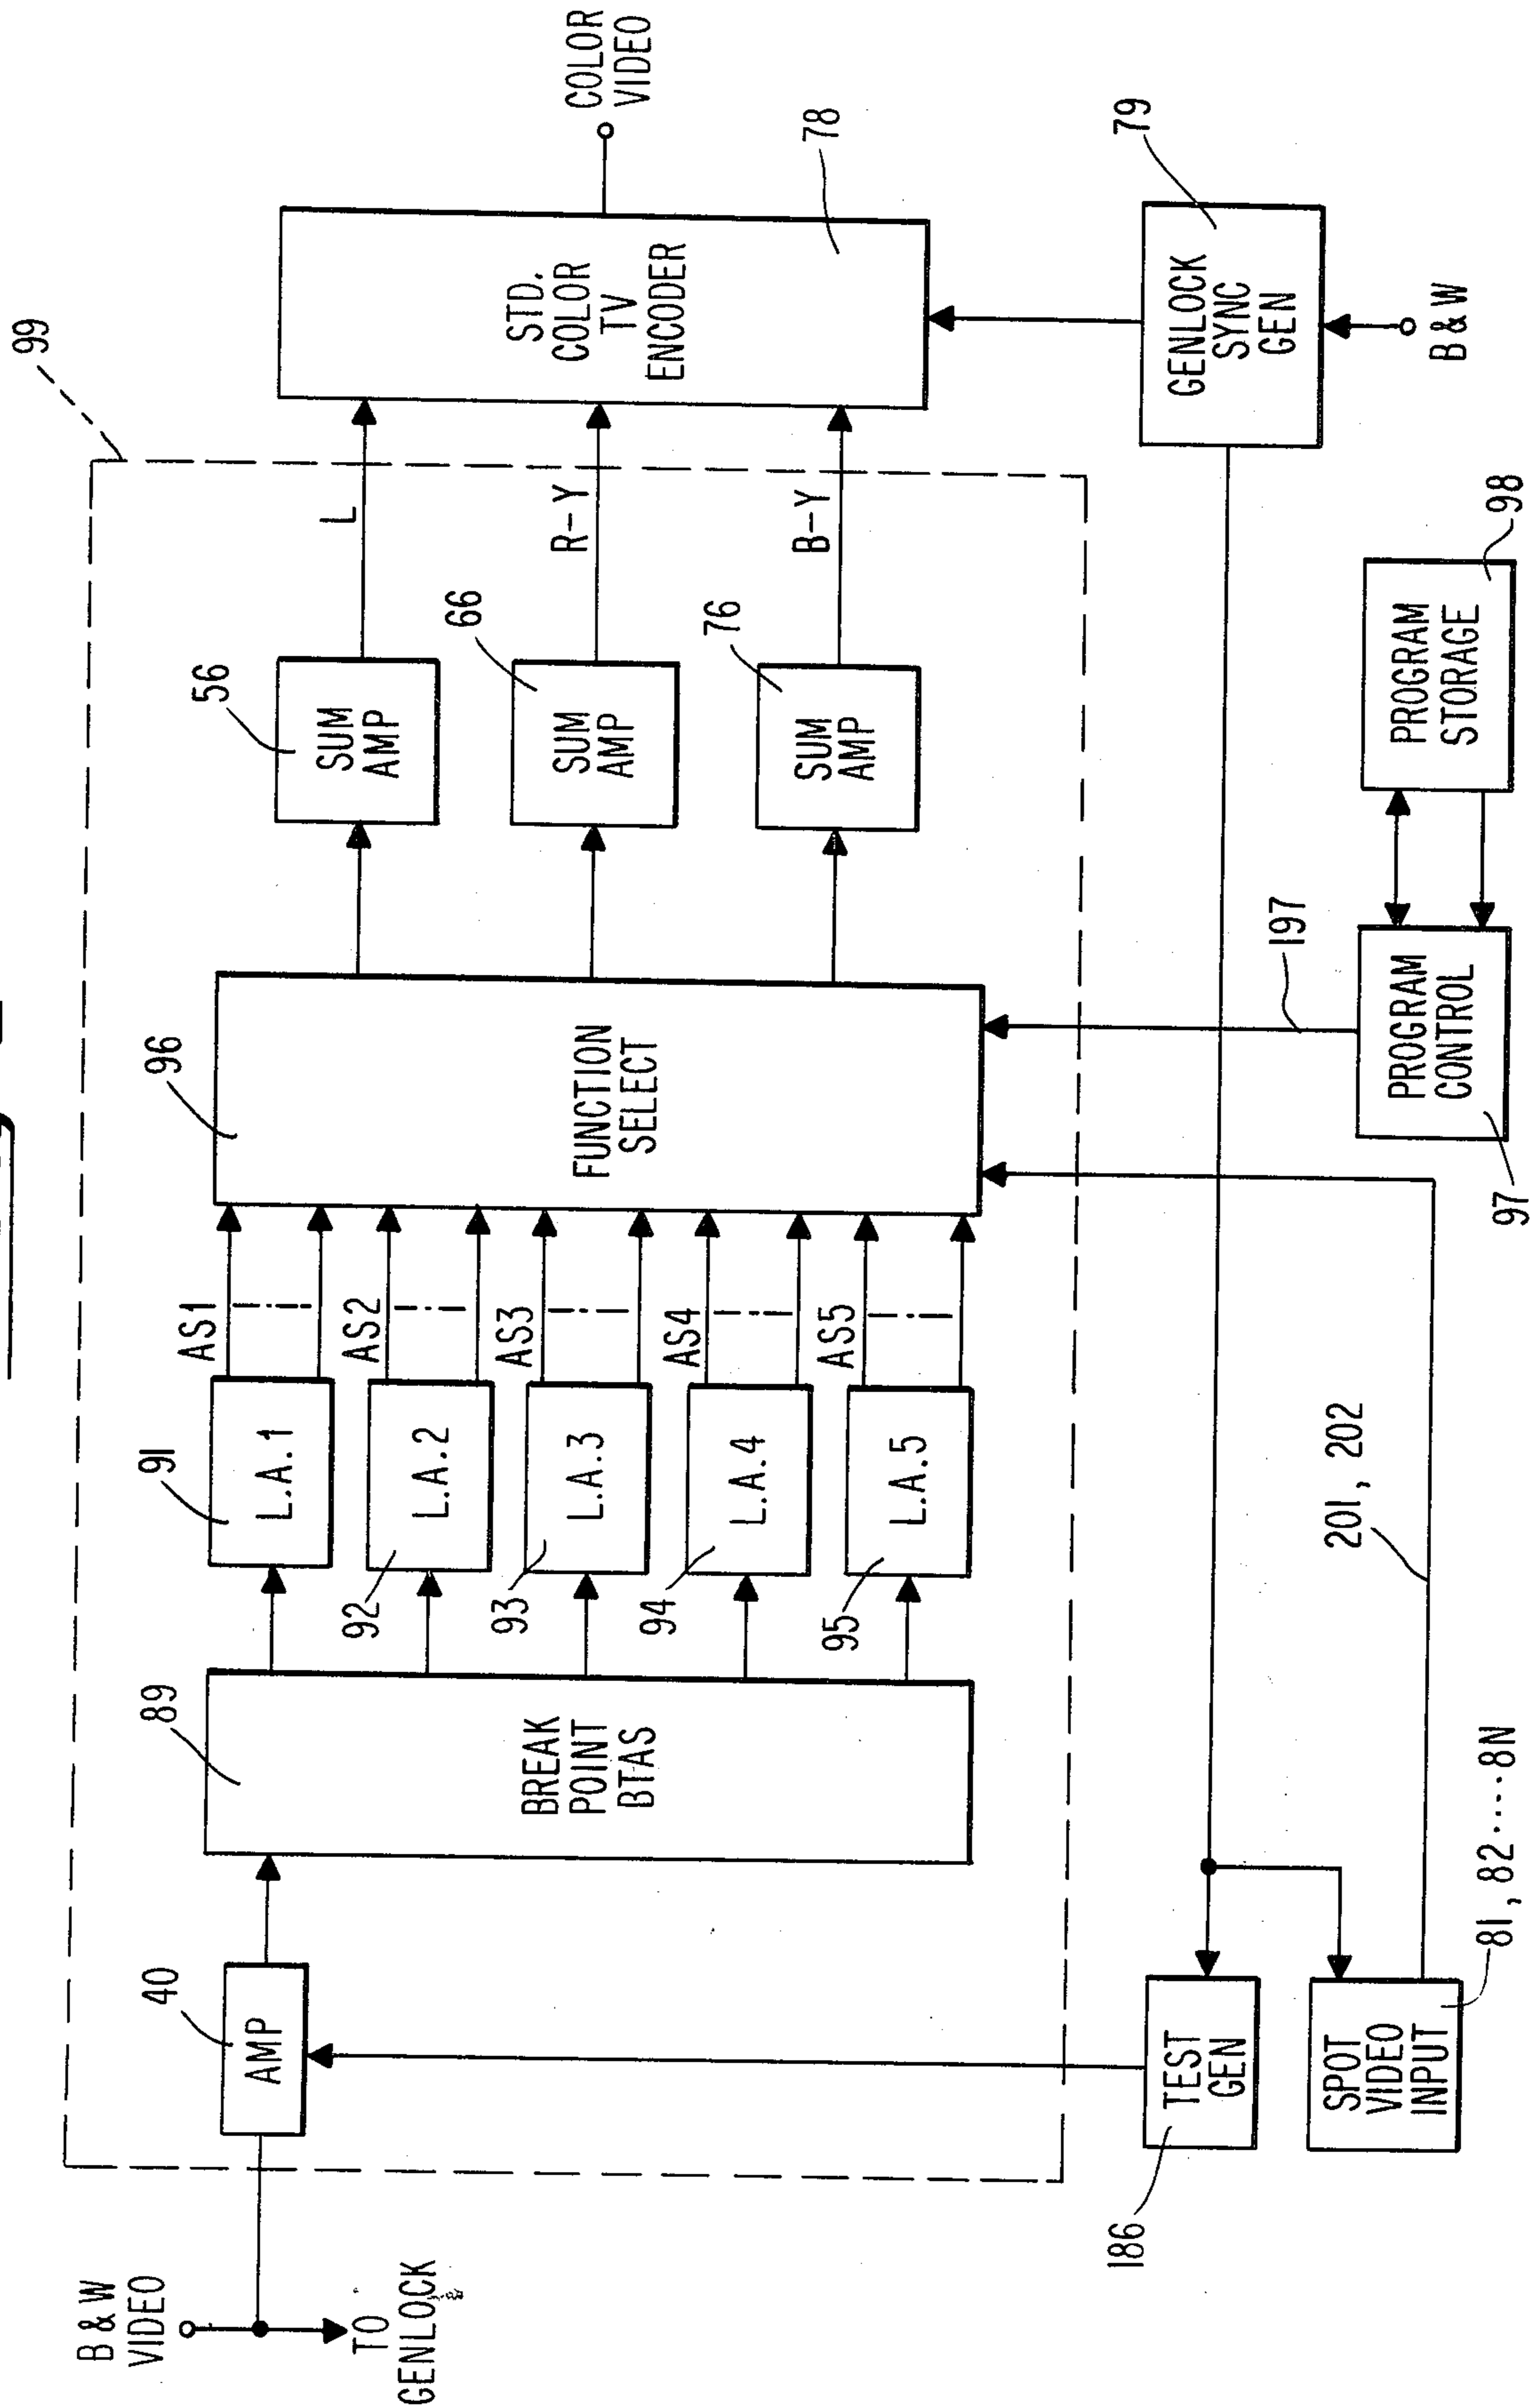 99
B & W
VIDEO
TO
GENLOCK
40
AMP
89
BREAK
POINT
BTAS
91
L.A.1
92
L.A.2
93
L.A.3
94
L.A.4
95
L.A.5
AS1
AS2
AS3
AS4
AS5
96
FUNCTION
SELECT
56
SUM
AMP
66
SUM
AMP
76
SUM
AMP
L
R-Y
B-Y
STD.
COLOR
TV
ENCODER
78
COLOR
VIDEO
186
TEST
GEN
SPOT
VIDEO
INPUT
81, 82----8N
201, 202
197
PROGRAM
CONTROL
97
PROGRAM
STORAGE
98
GENLOCK
SYNC
GEN
79
B & W